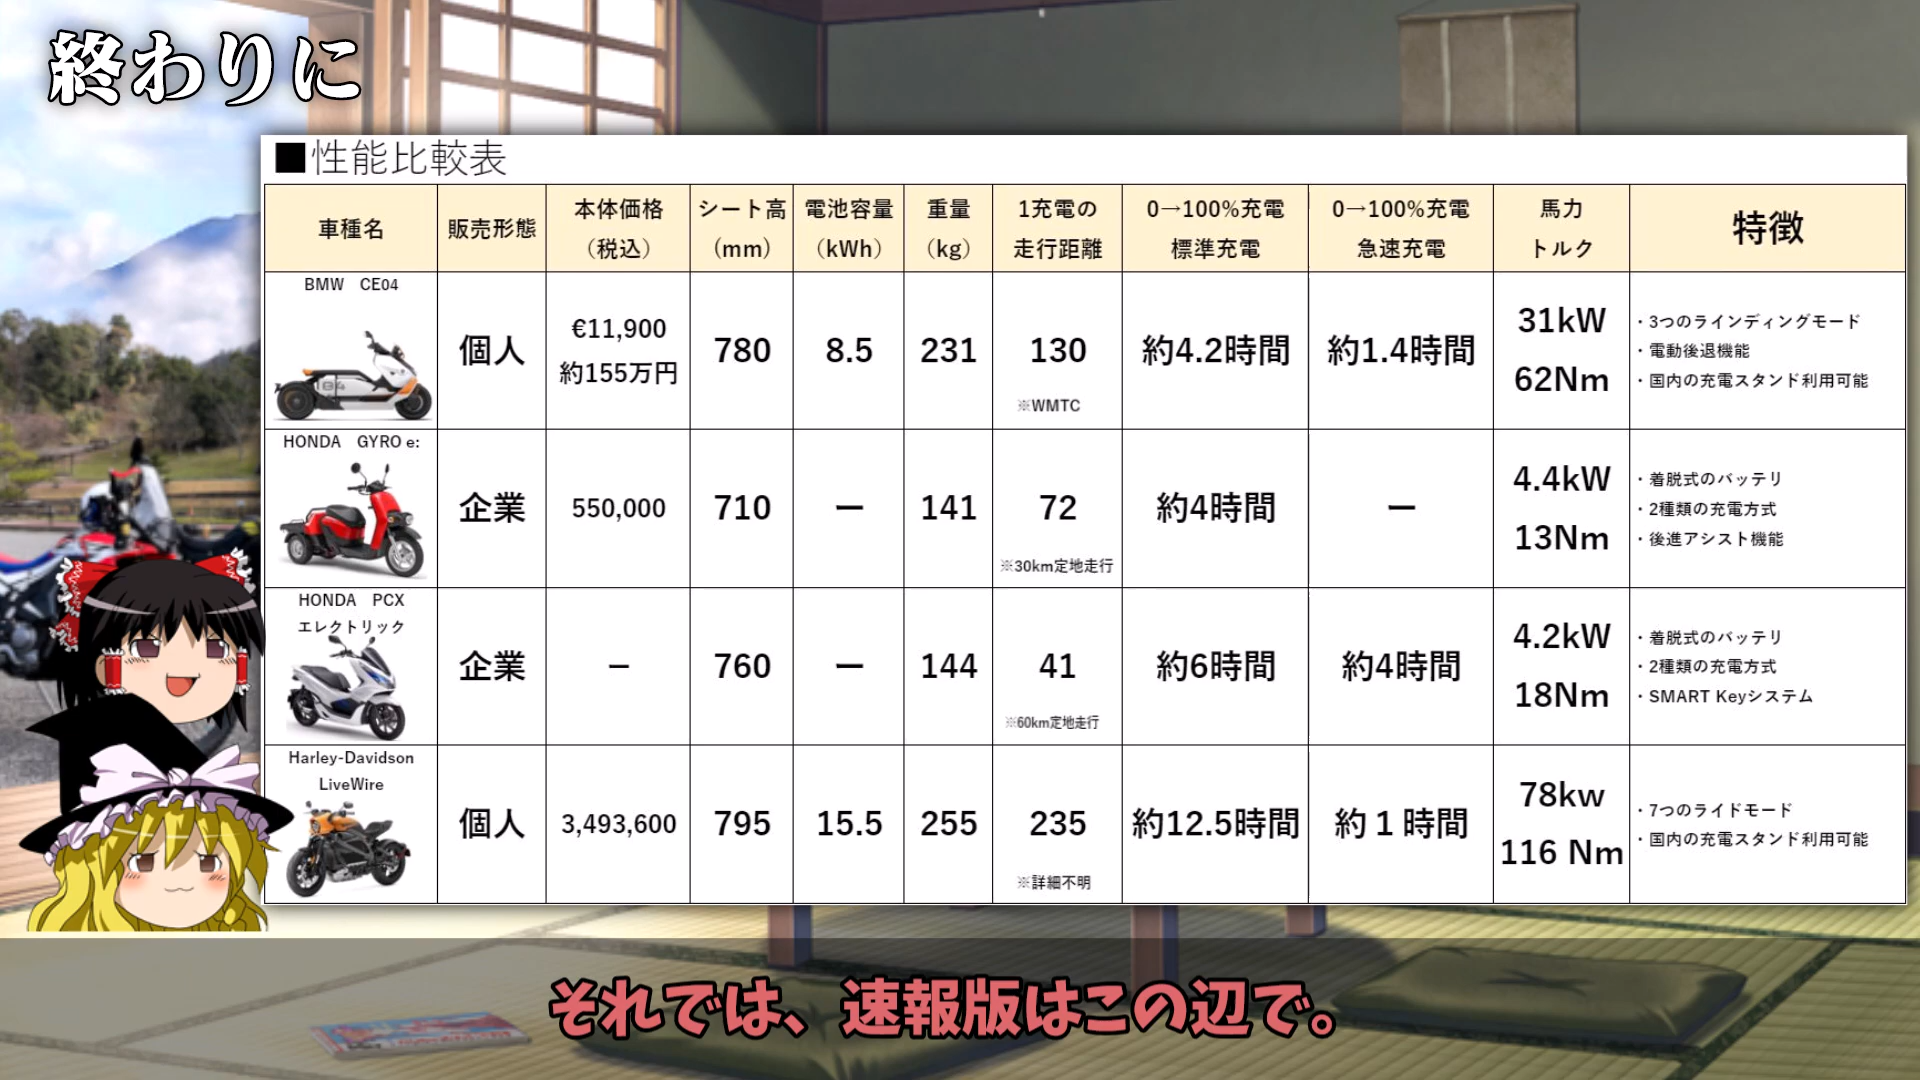 終わりに
■性能比較表
車種名
販売形態
本体価格
（税込）
シート高
(mm)
電池容量
（kWh）
重量
（kg）
1充電の
走行距離
0→100%充電
標準充電
0→100%充電
急速充電
馬力
トルク
特徴
BMW CE04
個人
€11,900
約155万円
780
8.5
231
130
※WMTC
約4.2時間
約1.4時間
31kW
62Nm
・3つのラインディングモード
・電動後退機能
・国内の充電スタンド利用可能
HONDA GYRO e:
企業
550,000
710
ー
141
72
※30km定地走行
約4時間
ー
4.4kW
13Nm
・着脱式のバッテリ
・2種類の充電方式
・後進アシスト機能
HONDA PCX
エレクトリック
企業
−
760
ー
144
41
※60km定地走行
約6時間
約4時間
4.2kW
18Nm
・着脱式のバッテリ
・2種類の充電方式
・SMART Keyシステム
Harley-Davidson
LiveWire
個人
3,493,600
795
15.5
255
235
※詳細不明
約12.5時間
約１時間
78kw
116 Nm
・7つのライドモード
・国内の充電スタンド利用可能
それでは、速報版はこの辺で。